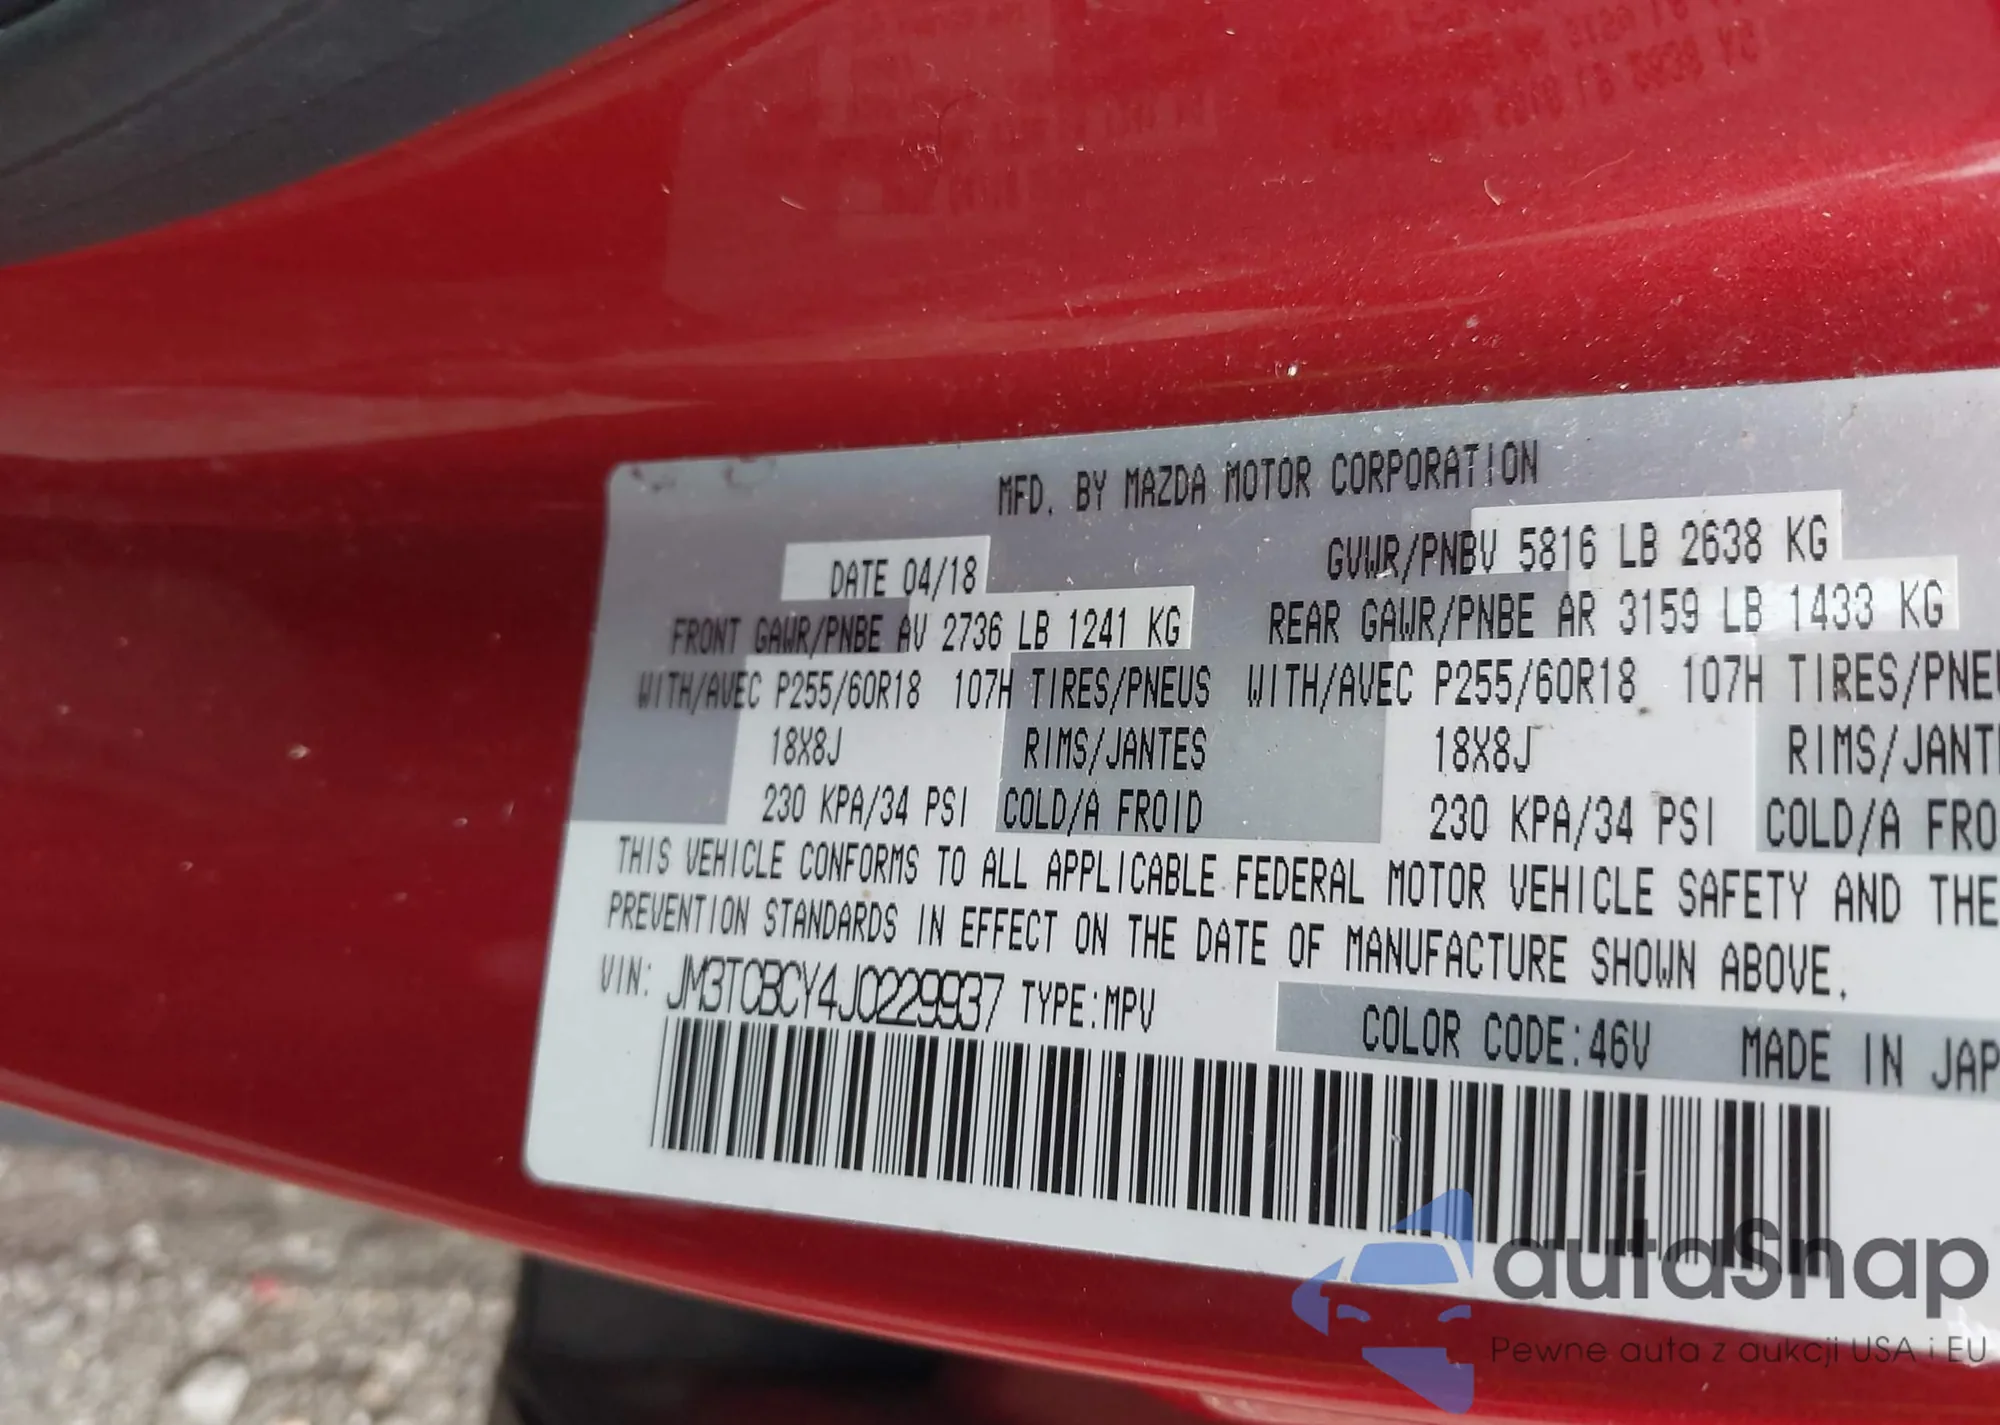 MFD. BY MAZDA MOTOR CORPORATION
DATE 04/18
GVWR/PNBV 5816 LB 2638 KG
FRONT GAWR/PNBE AV 2736 LB 1241 KG
REAR GAWR/PNBE AR 3159 LB 1433 KG
WITH/AVEC P255/60R18 107H TIRES/PNEUS
WITH/AVEC P255/60R18 107H TIRES/PNEU
18X8J RIMS/JANTES
18X8J RIMS/JANT
230 KPA/34 PSI COLD/A FROID
230 KPA/34 PSI COLD/A FRO
THIS VEHICLE CONFORMS TO ALL APPLICABLE FEDERAL MOTOR VEHICLE SAFETY AND THE
PREVENTION STANDARDS IN EFFECT ON THE DATE OF MANUFACTURE SHOWN ABOVE.
VIN: JM3TCBCY4J0229937 TYPE:MPV
COLOR CODE:46V MADE IN JAP
autaSnap
Pewne auta z aukcji USA i EU